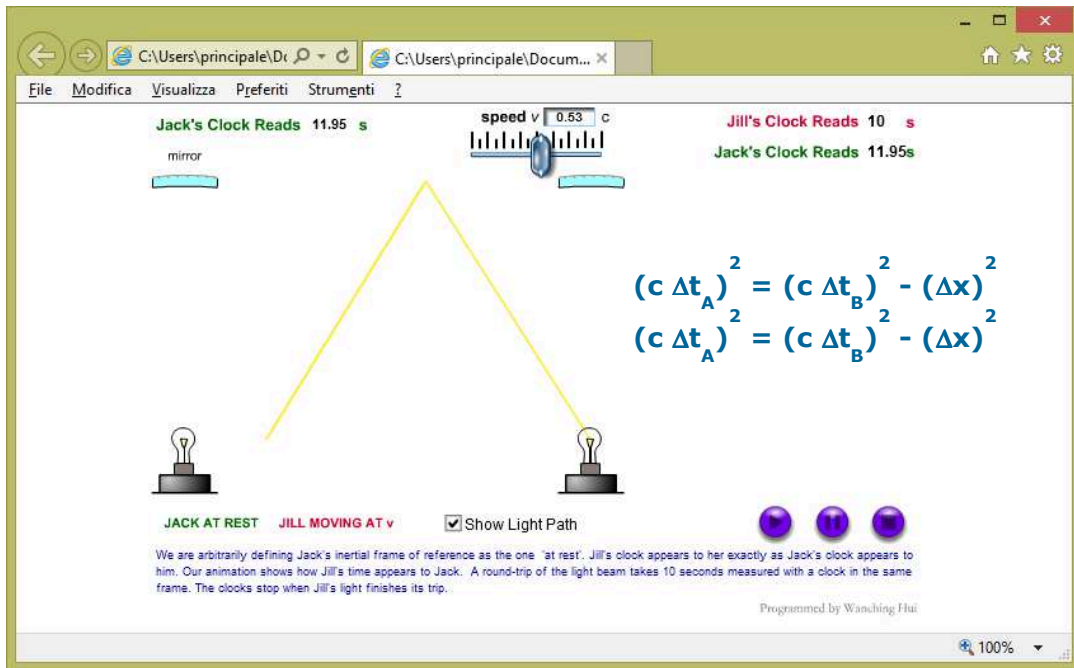 C:\Users\principale\Dc
C:\Users\principale\Docum...
File Modifica Visualizza Preferiti Strumenti ?
Jack's Clock Reads 11.95 s
speed v 0.53 c
Jill's Clock Reads 10 s
Jack's Clock Reads 11.95s
mirror
(c Δt_A)² = (c Δt_B)² - (Δx)²
(c Δt_A)² = (c Δt_B)² - (Δx)²
JACK AT REST JILL MOVING AT v
Show Light Path
We are arbitrarily defining Jack's inertial frame of reference as the one 'at rest'. Jill's clock appears to her exactly as Jack's clock appears to
him. Our animation shows how Jill's time appears to Jack. A round-trip of the light beam takes 10 seconds measured with a clock in the same
frame. The clocks stop when Jill's light finishes its trip.
Programmed by Wanching Hui
100%